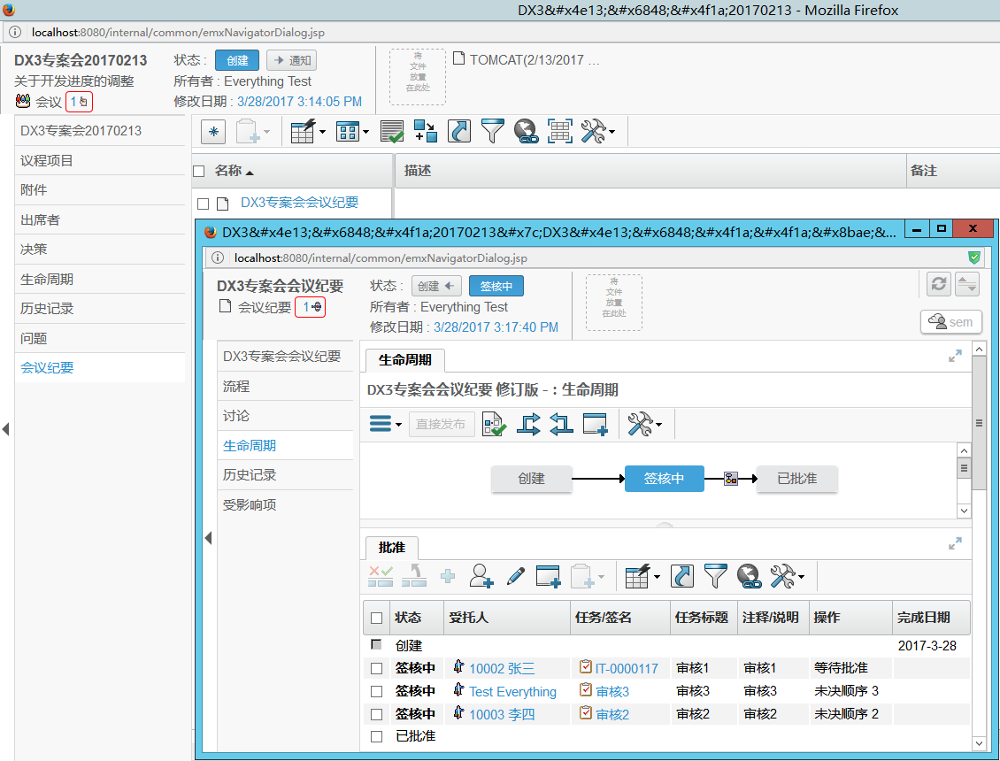 DX3&#x4e13;&#x6848;&#x4f1a;20170213 - Mozilla Firefox
localhost:8080/internal/common/emxNavigatorDialog.jsp
DX3专案会20170213
关于开发进度的调整
会议 1
状态 : 创建 通知
所有者 : Everything Test
修改日期 : 3/28/2017 3:14:05 PM
将
文件
放置
在此处
TOMCAT(2/13/2017 …
DX3专案会20170213
议程项目
附件
出席者
决策
生命周期
历史记录
问题
会议纪要
名称 描述 备注
DX3专案会会议纪要
DX3&#x4e13;&#x6848;&#x4f1a;20170213&#x7c;DX3&#x4e13;&#x6848;&#x4f1a;&#x4f1a;&#x8bae;&...
localhost:8080/internal/common/emxNavigatorDialog.jsp
DX3专案会会议纪要
会议纪要 1
状态 : 创建 签核中
所有者 : Everything Test
修改日期 : 3/28/2017 3:17:40 PM
将
文件
放置
在此处
sem
DX3专案会会议纪要
流程
讨论
生命周期
历史记录
受影响项
生命周期
DX3专案会会议纪要 修订版 - : 生命周期
直接发布
创建 签核中 已批准
批准
状态 受托人 任务/签名 任务标题 注释/说明 操作 完成日期
创建 2017-3-28
签核中 10002 张三 IT-0000117 审核1 审核1 等待批准
签核中 Test Everything 审核3 审核3 审核3 未决顺序 3
签核中 10003 李四 审核2 审核2 审核2 未决顺序 2
已批准